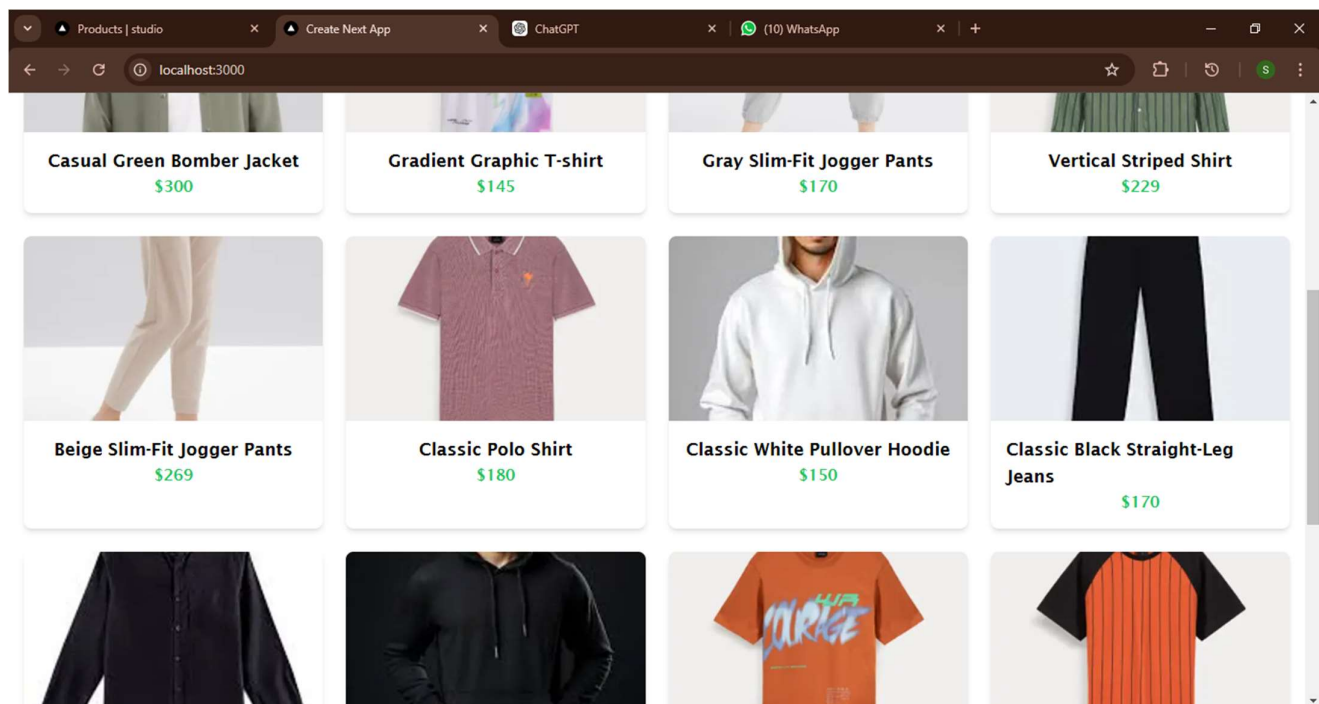 Products | studio
Create Next App
ChatGPT
(10) WhatsApp
localhost:3000
S
Casual Green Bomber Jacket
$300
Gradient Graphic T-shirt
$145
Gray Slim-Fit Jogger Pants
$170
Vertical Striped Shirt
$229
Beige Slim-Fit Jogger Pants
$269
Classic Polo Shirt
$180
Classic White Pullover Hoodie
$150
Classic Black Straight-Leg
Jeans
$170
COURAGE